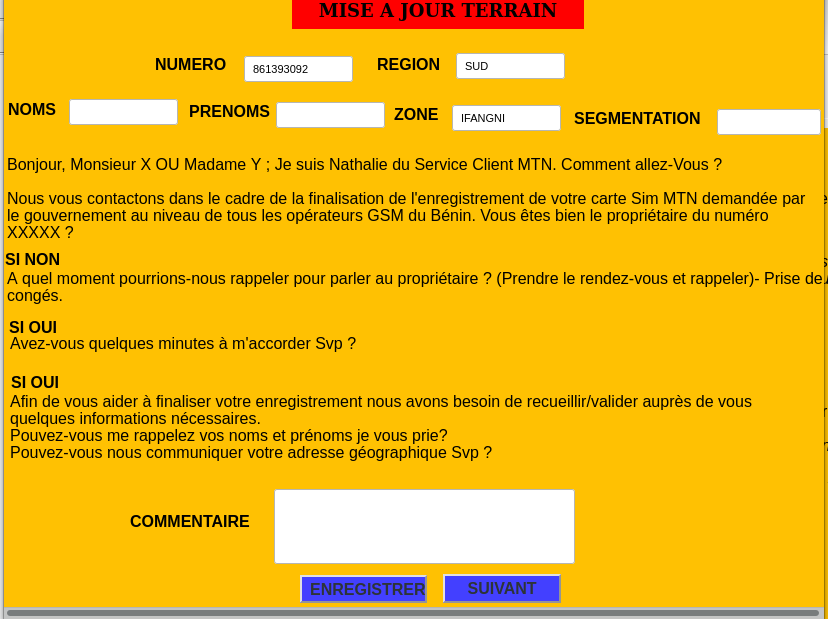 MISE A JOUR TERRAIN
NUMERO 861393092 REGION SUD
NOMS PRENOMS ZONE IFANGNI SEGMENTATION
Bonjour, Monsieur X OU Madame Y ; Je suis Nathalie du Service Client MTN. Comment allez-Vous ?
Nous vous contactons dans le cadre de la finalisation de l'enregistrement de votre carte Sim MTN demandée par
le gouvernement au niveau de tous les opérateurs GSM du Bénin. Vous êtes bien le propriétaire du numéro
XXXXX ?
SI NON
A quel moment pourrions-nous rappeler pour parler au propriétaire ? (Prendre le rendez-vous et rappeler)- Prise de
congés.
SI OUI
Avez-vous quelques minutes à m'accorder Svp ?
SI OUI
Afin de vous aider à finaliser votre enregistrement nous avons besoin de recueillir/valider auprès de vous
quelques informations nécessaires.
Pouvez-vous me rappelez vos noms et prénoms je vous prie?
Pouvez-vous nous communiquer votre adresse géographique Svp ?
COMMENTAIRE
ENREGISTRER SUIVANT